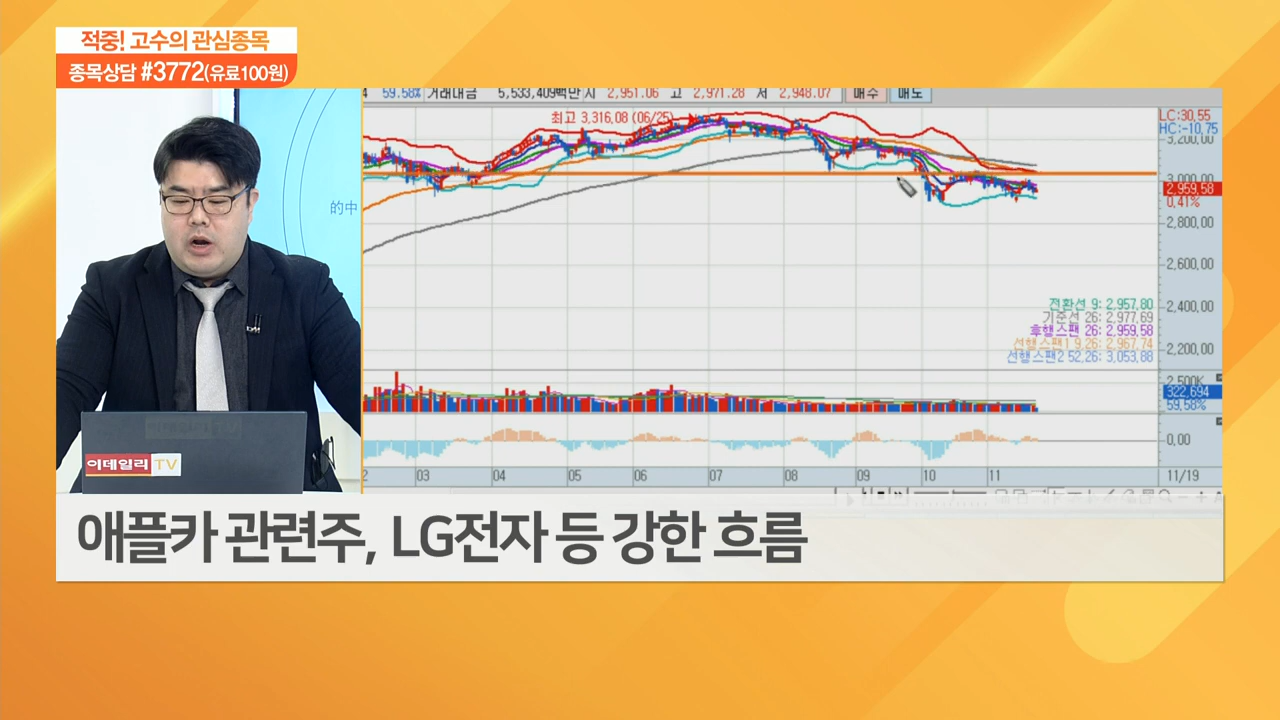 적중! 고수의 관심종목
종목상담 #3772(유료100원)
4 59.58% 거래대금 5,533,409백만 시 2,951.06 고 2,971.28 저 2,948.07 매수 매도
최고 3,316.08 (06/25)
LC:30.55
HC:-10.75
3,200.00
3,000.00
2,959.58
0.41%
2,800.00
2,600.00
2,400.00
2,200.00
的中
전환선 9: 2,957.80
기준선 26: 2,977.69
후행스팬 26: 2,959.58
선행스팬1 9,26: 2,967.74
선행스팬2 52,26: 3,053.88
2,500K
322,694
59.58%
0.00
이데일리 TV
2 03 04 05 06 07 08 09 10 11 11/19
애플카 관련주, LG전자 등 강한 흐름